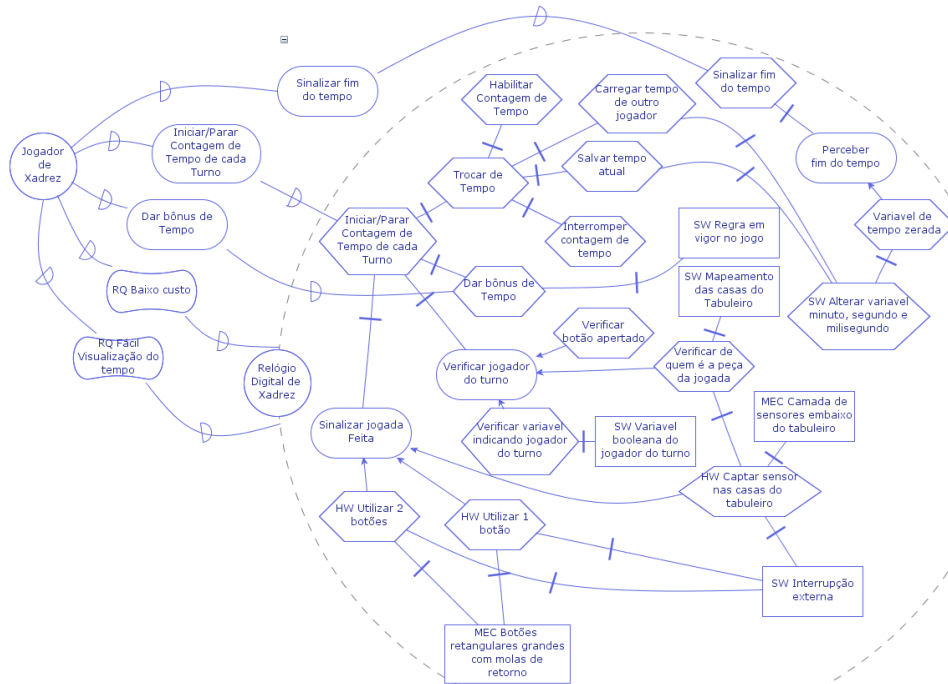 Sinalizar fim
do tempo
Sinalizar fim
do tempo
Habilitar
Contagem de
Tempo
Carregar tempo
de outro
jogador
Jogador
de
Xadrez
Iniciar/Parar
Contagem de
Tempo de cada
Turno
Perceber
fim do tempo
Trocar de
Tempo
Salvar tempo
atual
Dar bônus de
Tempo
Iniciar/Parar
Contagem de
Tempo de cada
Turno
Interromper
contagem de
tempo
SW Regra em
vigor no jogo
Variavel de
tempo zerada
RQ Baixo custo
Dar bônus de
Tempo
SW Mapeamento
das casas do
Tabuleiro
SW Alterar variavel
minuto, segundo e
milisegundo
RQ Fácil
Visualização do
tempo
Verificar
botão apertado
Relógio
Digital de
Xadrez
Verificar jogador
do turno
Verificar de
quem é a peça
da jogada
Sinalizar jogada
Feita
Verificar variavel
indicando jogador
do turno
SW Variavel
booleana do
jogador do turno
MEC Camada de
sensores embaixo
do tabuleiro
HW Captar sensor
nas casas do
tabuleiro
HW Utilizar 2
botões
HW Utilizar 1
botão
SW Interrupção
externa
MEC Botões
retangulares grandes
com molas de
retorno